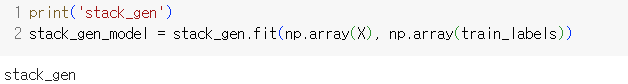 1 print('stack_gen')
2 stack_gen_model = stack_gen.fit(np.array(X), np.array(train_labels))
stack_gen